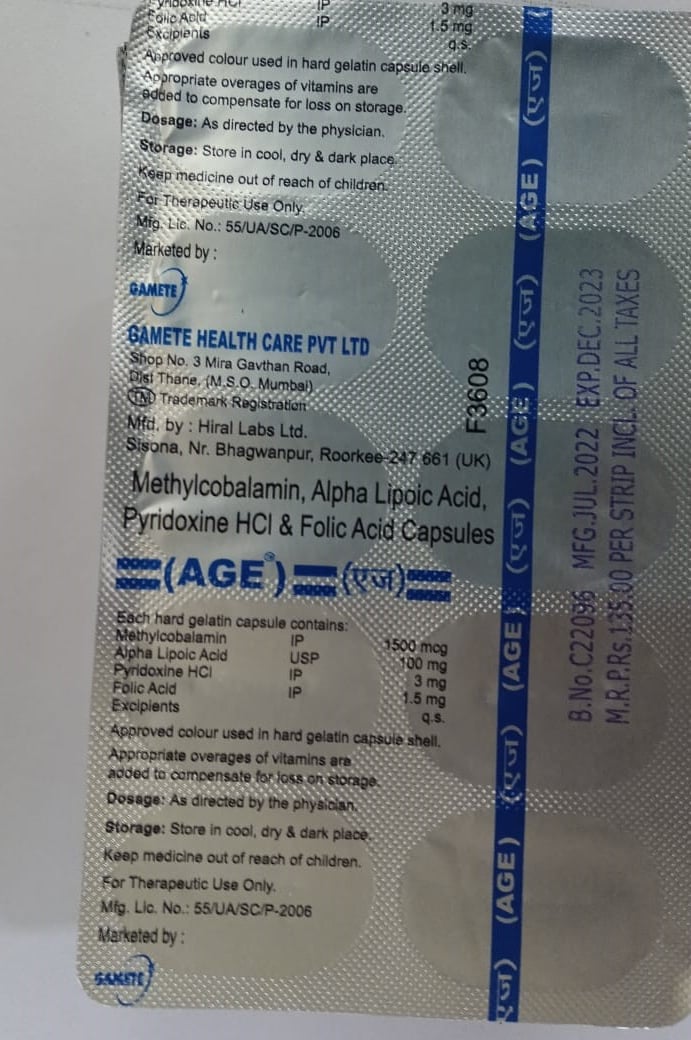 Pyridoxine HCl IP 3 mg
Folic Acid IP 1.5 mg
Excipients q.s.
Approved colour used in hard gelatin capsule shell.
Appropriate overages of vitamins are
added to compensate for loss on storage.
Dosage: As directed by the physician.
Storage: Store in cool, dry & dark place.
Keep medicine out of reach of children.
For Therapeutic Use Only.
Mfg. Lic. No.: 55/UA/SC/P-2006
Marketed by :
GAMETE
GAMETE HEALTH CARE PVT LTD
Shop No. 3 Mira Gavthan Road,
Dist Thane. (M.S.O. Mumbai)
TM Trademark Registration
Mfd. by : Hiral Labs Ltd.
Sisona, Nr. Bhagwanpur, Roorkee-247 661 (UK)
Methylcobalamin, Alpha Lipoic Acid,
Pyridoxine HCl & Folic Acid Capsules
(AGE®) (एज)
Each hard gelatin capsule contains:
Methylcobalamin IP 1500 mcg
Alpha Lipoic Acid USP 100 mg
Pyridoxine HCl IP 3 mg
Folic Acid IP 1.5 mg
Excipients q.s.
Approved colour used in hard gelatin capsule shell.
Appropriate overages of vitamins are
added to compensate for loss on storage.
Dosage: As directed by the physician.
Storage: Store in cool, dry & dark place.
Keep medicine out of reach of children.
For Therapeutic Use Only.
Mfg. Lic. No.: 55/UA/SC/P-2006
Marketed by :
GAMETE
F3608
एज) (AGE) (एज) (AGE) (एज) (AGE) (एज) (AGE) (एज) (
B.No.C22096 MFG.JUL.2022 EXP.DEC.2023
M.R.P.Rs.135.00 PER STRIP INCL. OF ALL TAXES